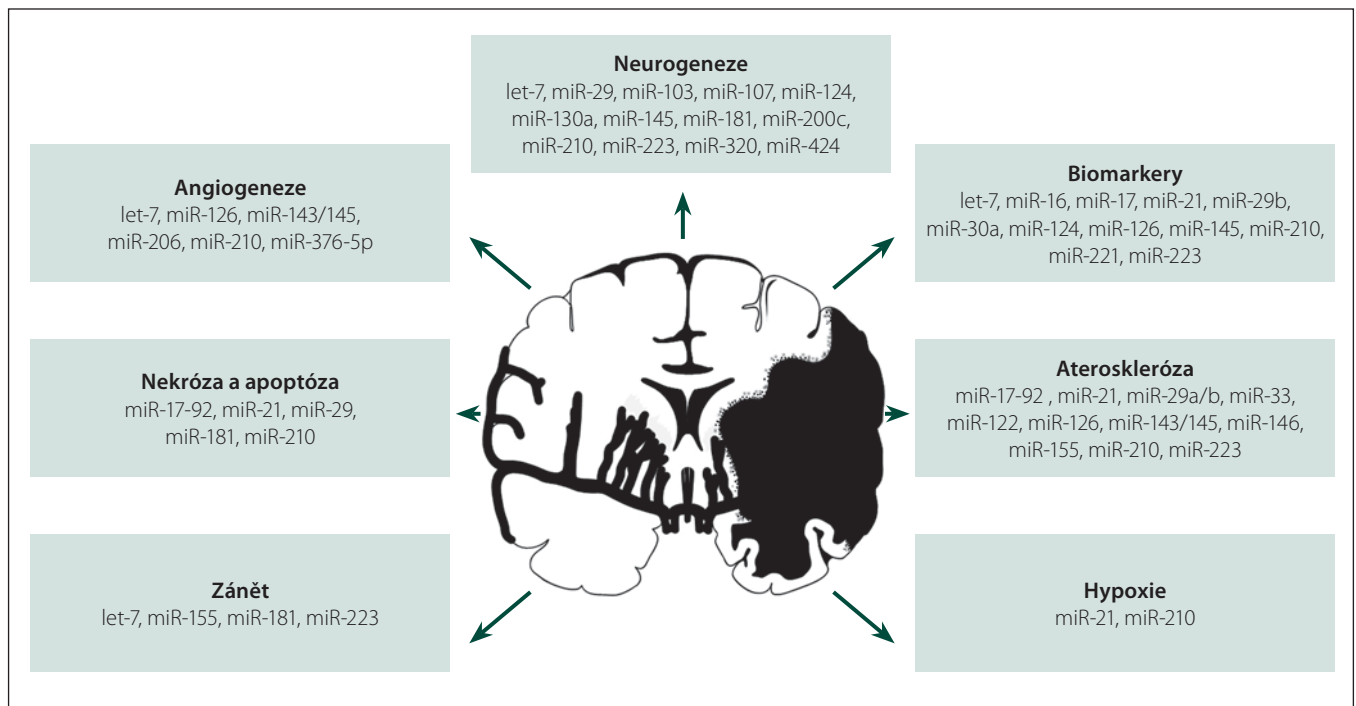 Neurogeneze
let-7, miR-29, miR-103, miR-107, miR-124,
miR-130a, miR-145, miR-181, miR-200c,
miR-210, miR-223, miR-320, miR-424
Angiogeneze
let-7, miR-126, miR-143/145,
miR-206, miR-210, miR-376-5p
Biomarkery
let-7, miR-16, miR-17, miR-21, miR-29b,
miR-30a, miR-124, miR-126, miR-145, miR-210,
miR-221, miR-223
Nekróza a apoptóza
miR-17-92, miR-21, miR-29,
miR-181, miR-210
Ateroskleróza
miR-17-92 , miR-21, miR-29a/b, miR-33,
miR-122, miR-126, miR-143/145, miR-146,
miR-155, miR-210, miR-223
Zánět
let-7, miR-155, miR-181, miR-223
Hypoxie
miR-21, miR-210